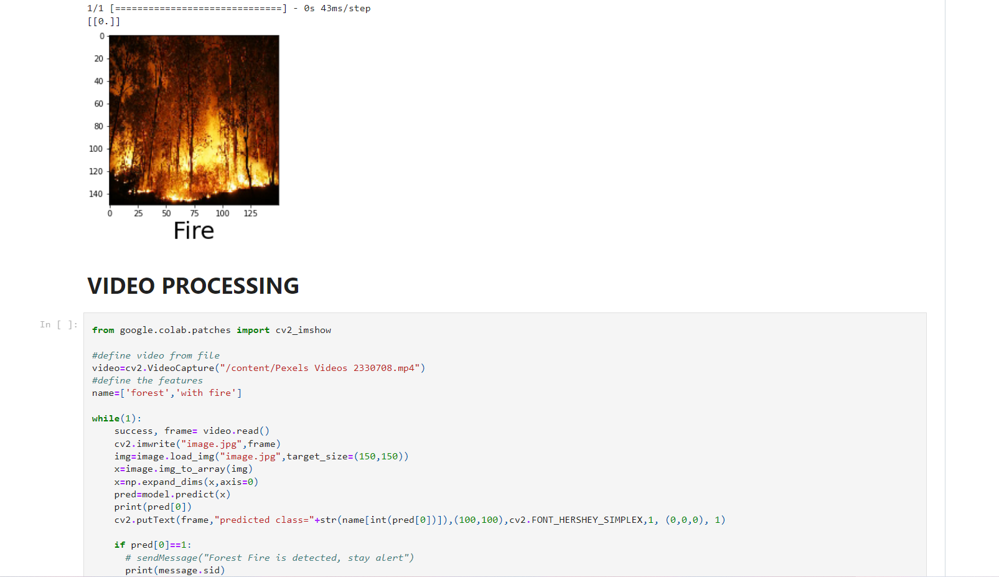 1/1 [==============================] - 0s 43ms/step
[[0.]]
0
20
40
60
80
100
120
140
0 25 50 75 100 125
Fire
VIDEO PROCESSING
In [ ]:
from google.colab.patches import cv2_imshow
#define video from file
video=cv2.VideoCapture("/content/Pexels Videos 2330708.mp4")
#define the features
name=['forest','with fire']
while(1):
    success, frame= video.read()
    cv2.imwrite("image.jpg",frame)
    img=image.load_img("image.jpg",target_size=(150,150))
    x=image.img_to_array(img)
    x=np.expand_dims(x,axis=0)
    pred=model.predict(x)
    print(pred[0])
    cv2.putText(frame,"predicted class="+str(name[int(pred[0])]),(100,100),cv2.FONT_HERSHEY_SIMPLEX,1, (0,0,0), 1)
    if pred[0]==1:
      # sendMessage("Forest Fire is detected, stay alert")
      print(message.sid)